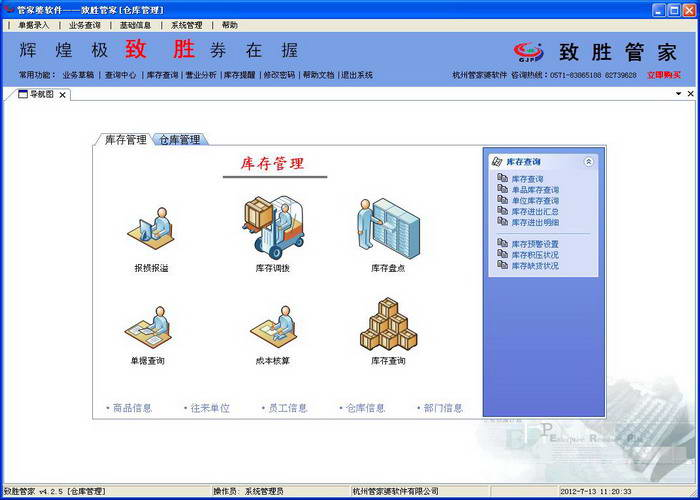 管家婆软件——致胜管家[仓库管理]
单据录入 | 业务查询 | 基础信息 | 系统管理 | 帮助
辉煌极致胜券在握
GJP 致胜管家
常用功能: 业务草稿 | 查询中心 | 库存查询 | 营业分析 | 库存提醒 | 修改密码 | 帮助文档 | 退出系统
杭州管家婆软件 咨询热线:0571-83865188 82739628 立即购买
导航图
库存管理 仓库管理
库存管理
报损报溢 库存调拨 库存盘点
单据查询 成本核算 库存查询
·商品信息 ·往来单位 ·员工信息 ·仓库信息 ·部门信息
库存查询
库存查询
单品库存查询
单位库存查询
库存进出汇总
库存进出明细
库存预警设置
库存积压状况
库存缺货状况
致胜管家 v4.2.5 [仓库管理] 操作员: 系统管理员 杭州管家婆软件有限公司 2012-7-13 11:20:33